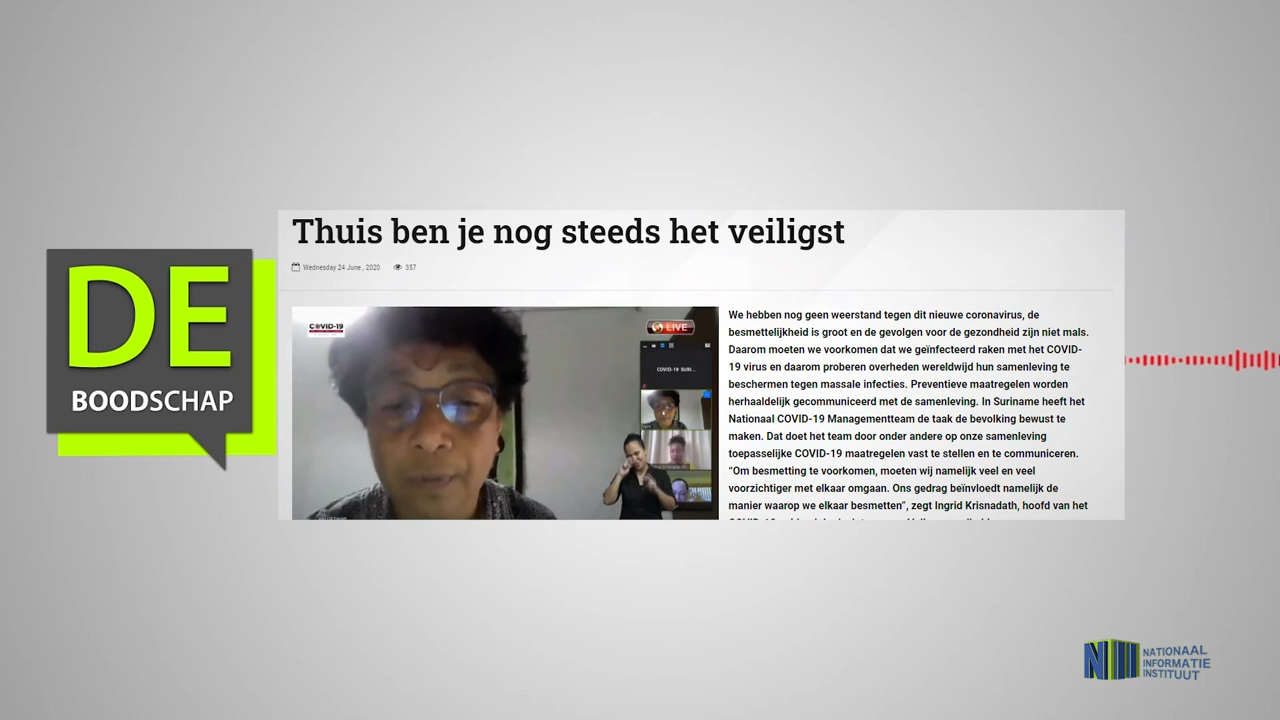 DE
BOODSCHAP
Thuis ben je nog steeds het veiligst
Wednesday 24 June , 2020 357
COVID-19
LIVE
COVID-19 SURI...
We hebben nog geen weerstand tegen dit nieuwe coronavirus, de
besmettelijkheid is groot en de gevolgen voor de gezondheid zijn niet mals.
Daarom moeten we voorkomen dat we geïnfecteerd raken met het COVID-
19 virus en daarom proberen overheden wereldwijd hun samenleving te
beschermen tegen massale infecties. Preventieve maatregelen worden
herhaaldelijk gecommuniceerd met de samenleving. In Suriname heeft het
Nationaal COVID-19 Managementteam de taak de bevolking bewust te
maken. Dat doet het team door onder andere op onze samenleving
toepasselijke COVID-19 maatregelen vast te stellen en te communiceren.
“Om besmetting te voorkomen, moeten wij namelijk veel en veel
voorzichtiger met elkaar omgaan. Ons gedrag beïnvloedt namelijk de
manier waarop we elkaar besmetten”, zegt Ingrid Krisnadath, hoofd van het
NII NATIONAAL
INFORMATIE
INSTITUUT